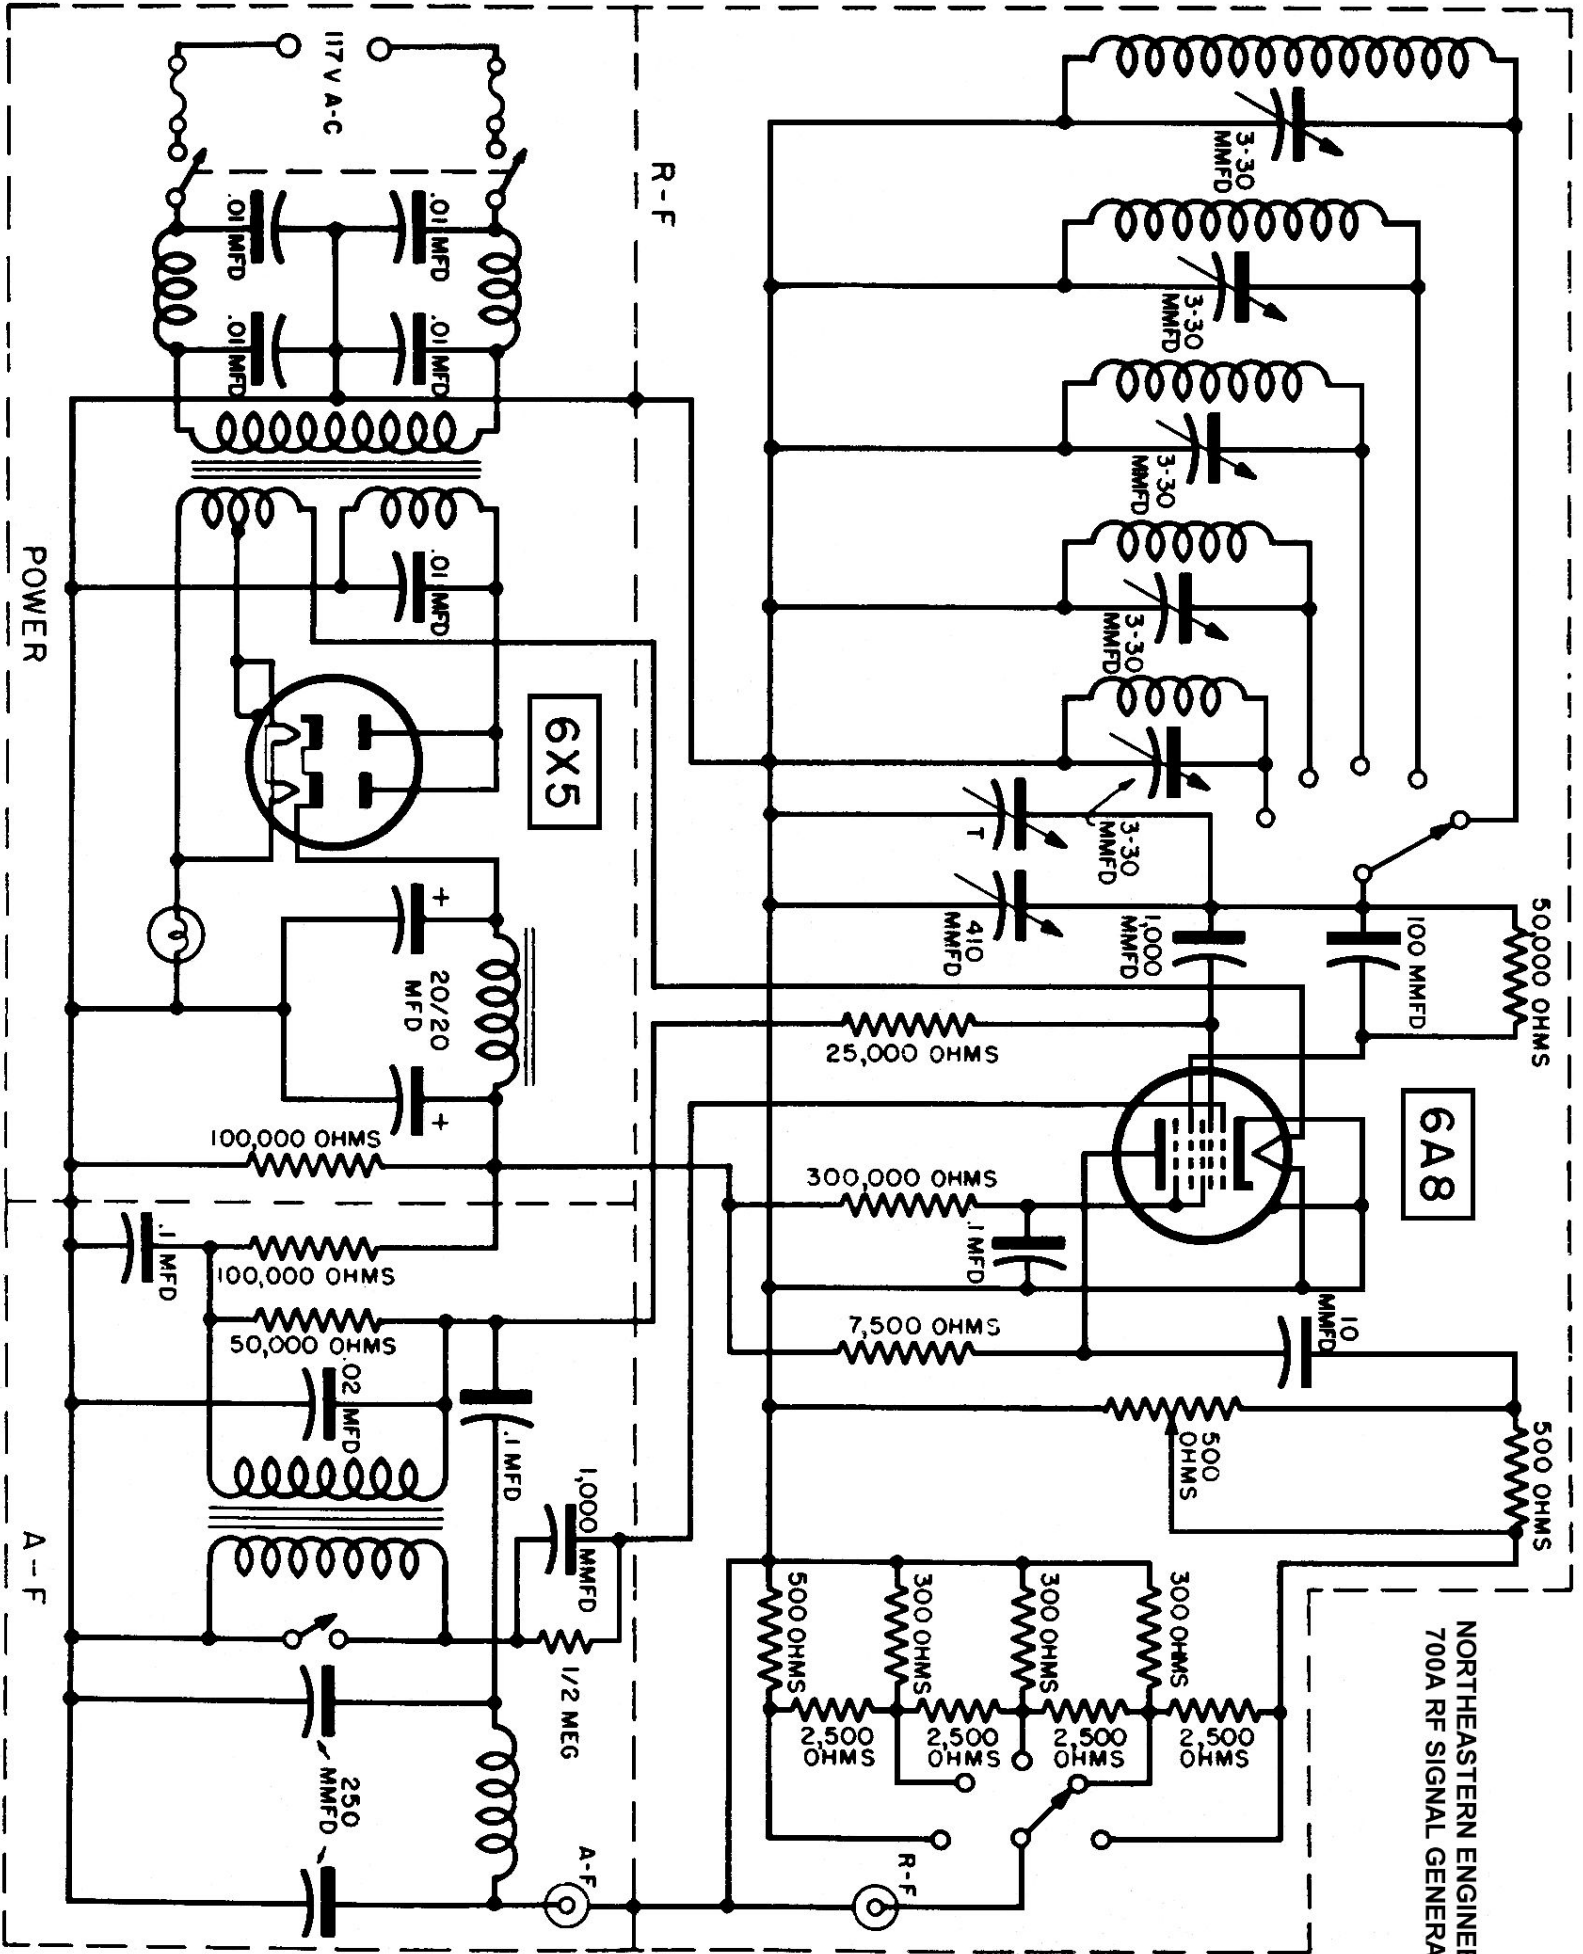 NORTHEASTERN ENGINE
700A RF SIGNAL GENERA
50,000 OHMS
500 OHMS
6A8
100 MMFD
10
MMFD
3-30
MMFD
3-30
MMFD
3-30
MMFD
3-30
MMFD
3-30
MMFD
1,000
MMFD
410
MMFD
T
500
OHMS
300 OHMS
300 OHMS
300 OHMS
500 OHMS
2,500
OHMS
2,500
OHMS
2,500
OHMS
2,500
OHMS
25,000 OHMS
300,000 OHMS
.1 MFD
7,500 OHMS
R-F
R-F
A-F
6X5
117 V A-C
.01 MFD
.01 MFD
.01 MFD
.01 MFD
.01 MFD
+
20/20
MFD
+
100,000 OHMS
100,000 OHMS
.1 MFD
50,000 OHMS
.02 MFD
.1 MFD
1,000 MMFD
1/2 MEG
250
MMFD
POWER
A-F